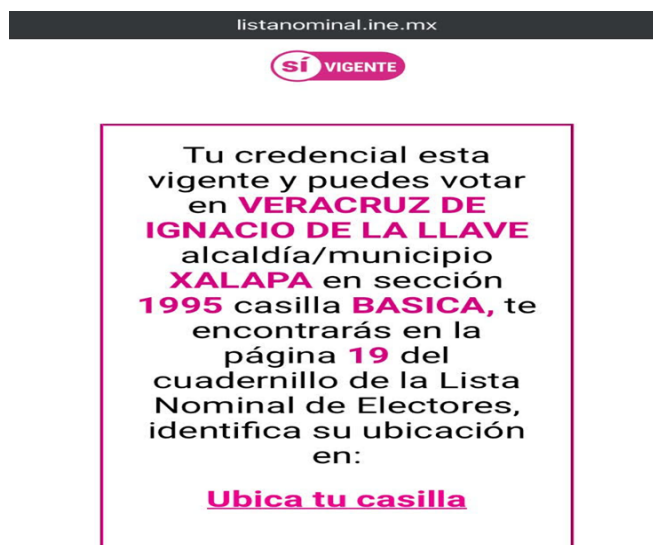 listanominal.ine.mx
SÍ VIGENTE
Tu credencial esta
vigente y puedes votar
en VERACRUZ DE
IGNACIO DE LA LLAVE
alcaldía/municipio
XALAPA en sección
1995 casilla BASICA, te
encontrarás en la
página 19 del
cuadernillo de la Lista
Nominal de Electores,
identifica su ubicación
en:
Ubica tu casilla